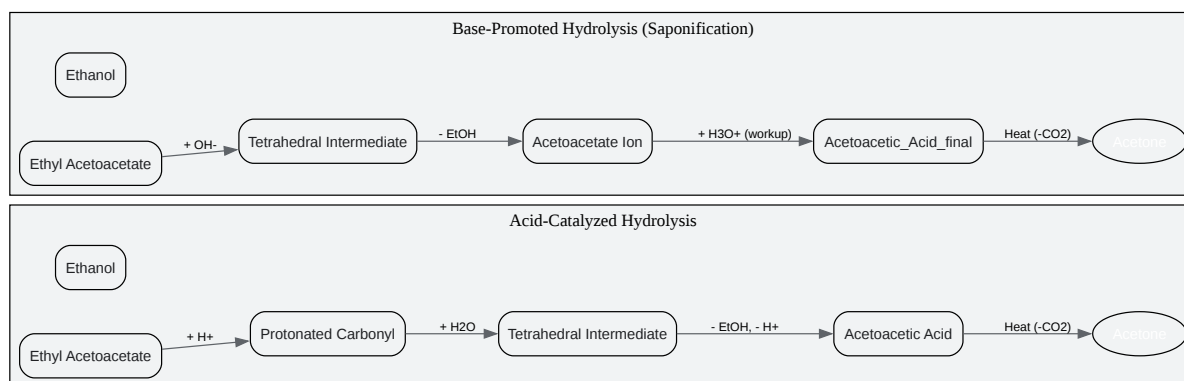 Base-Promoted Hydrolysis (Saponification)
Ethanol
Ethyl Acetoacetate
+ OH-
Tetrahedral Intermediate
- EtOH
Acetoacetate Ion
+ H3O+ (workup)
Acetoacetic_Acid_final
Heat (-CO2)
Acetone
Acid-Catalyzed Hydrolysis
Ethanol
Ethyl Acetoacetate
+ H+
Protonated Carbonyl
+ H2O
Tetrahedral Intermediate
- EtOH, - H+
Acetoacetic Acid
Heat (-CO2)
Acetone